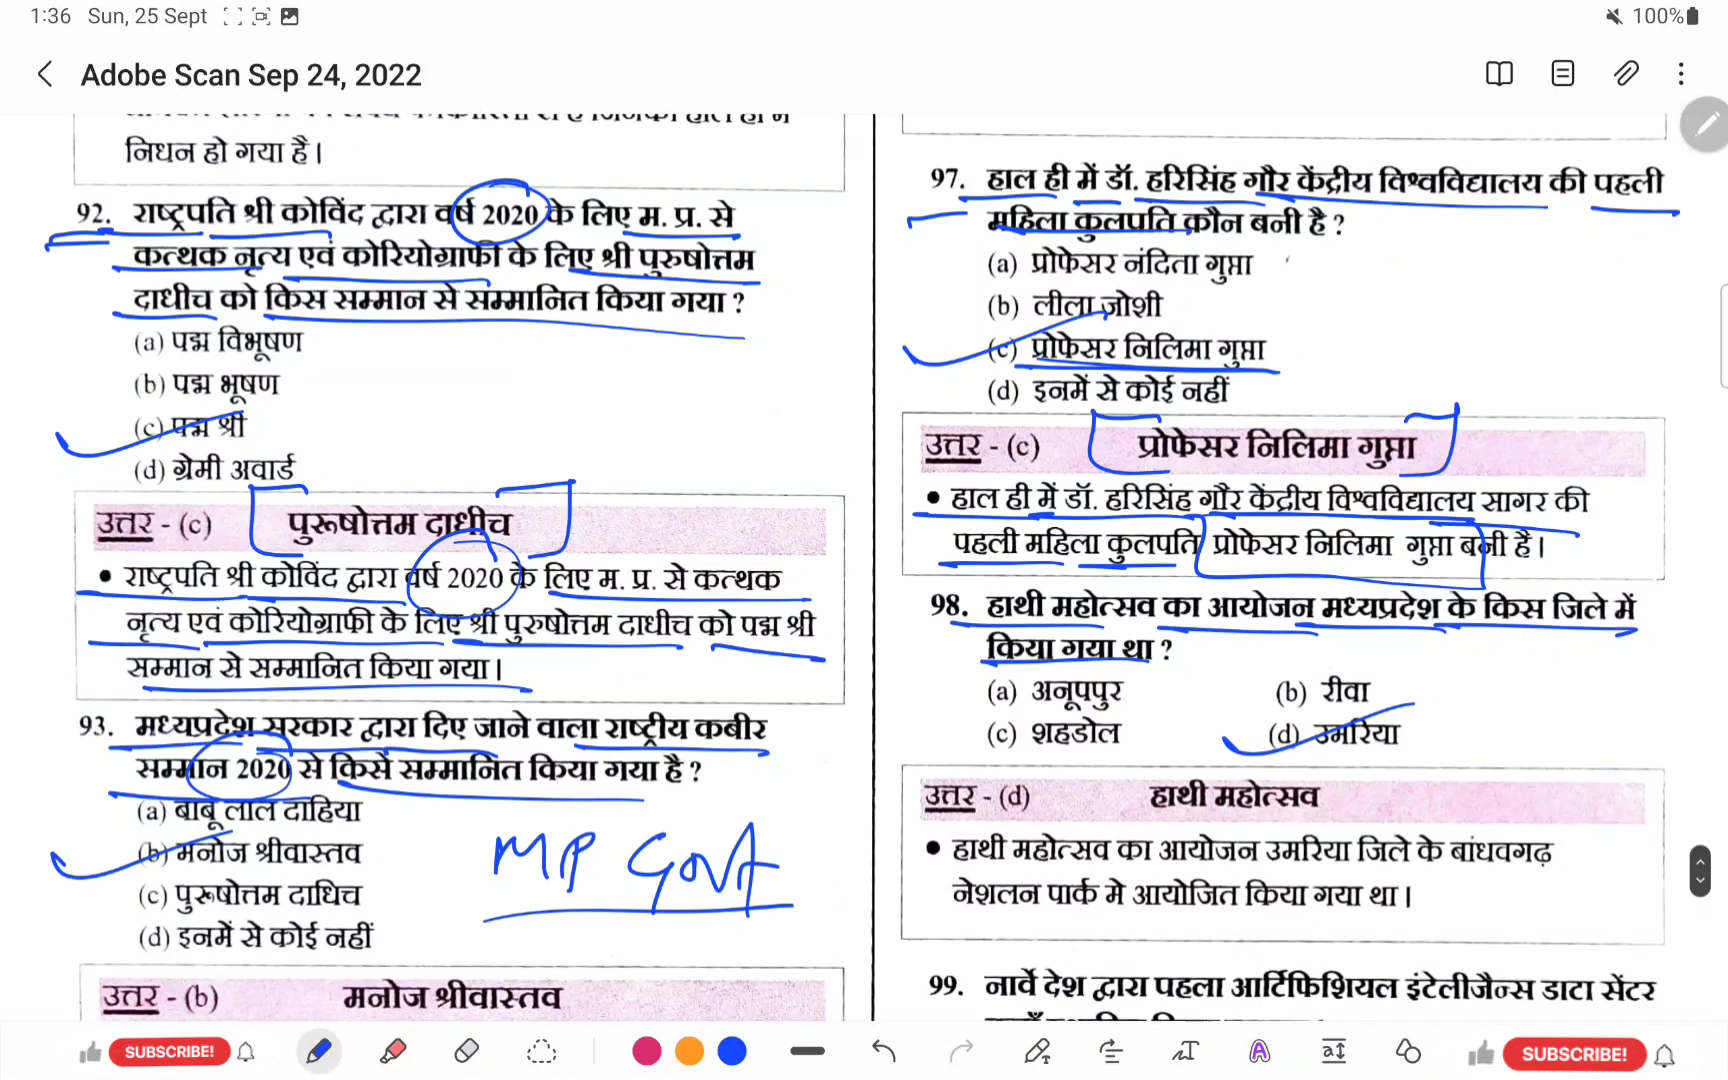 1:36 Sun, 25 Sept
100%
Adobe Scan Sep 24, 2022
निधन हो गया है।
92. राष्ट्रपति श्री कोविंद द्वारा वर्ष 2020 के लिए म. प्र. से
कत्थक नृत्य एवं कोरियोग्राफी के लिए श्री पुरुषोत्तम
दाधीच को किस सम्मान से सम्मानित किया गया ?
(a) पद्म विभूषण
(b) पद्म भूषण
(c) पद्म श्री
(d) ग्रेमी अवार्ड
उत्तर - (c) पुरूषोत्तम दाधीच
• राष्ट्रपति श्री कोविंद द्वारा वर्ष 2020 के लिए म. प्र. से कत्थक
नृत्य एवं कोरियोग्राफी के लिए श्री पुरुषोत्तम दाधीच को पद्म श्री
सम्मान से सम्मानित किया गया।
93. मध्यप्रदेश सरकार द्वारा दिए जाने वाला राष्ट्रीय कबीर
सम्मान 2020 से किसे सम्मानित किया गया है ?
(a) बाबू लाल दाहिया
(b) मनोज श्रीवास्तव
(c) पुरूषोत्तम दाधिच
(d) इनमें से कोई नहीं
MP Govt
उत्तर - (b) मनोज श्रीवास्तव
97. हाल ही में डॉ. हरिसिंह गौर केंद्रीय विश्वविद्यालय की पहली
महिला कुलपति कौन बनी है ?
(a) प्रोफेसर नंदिता गुप्ता
(b) लीला जोशी
(c) प्रोफेसर निलिमा गुप्ता
(d) इनमें से कोई नहीं
उत्तर - (c) प्रोफेसर निलिमा गुप्ता
• हाल ही में डॉ. हरिसिंह गौर केंद्रीय विश्वविद्यालय सागर की
पहली महिला कुलपति प्रोफेसर निलिमा गुप्ता बनी है।
98. हाथी महोत्सव का आयोजन मध्यप्रदेश के किस जिले में
किया गया था ?
(a) अनूपपुर (b) रीवा
(c) शहडोल (d) उमरिया
उत्तर - (d) हाथी महोत्सव
• हाथी महोत्सव का आयोजन उमरिया जिले के बांधवगढ़
नेशलन पार्क मे आयोजित किया गया था।
99. नार्वे देश द्वारा पहला आर्टिफिशियल इंटेलीजैन्स डाटा सेंटर
SUBSCRIBE!
SUBSCRIBE!